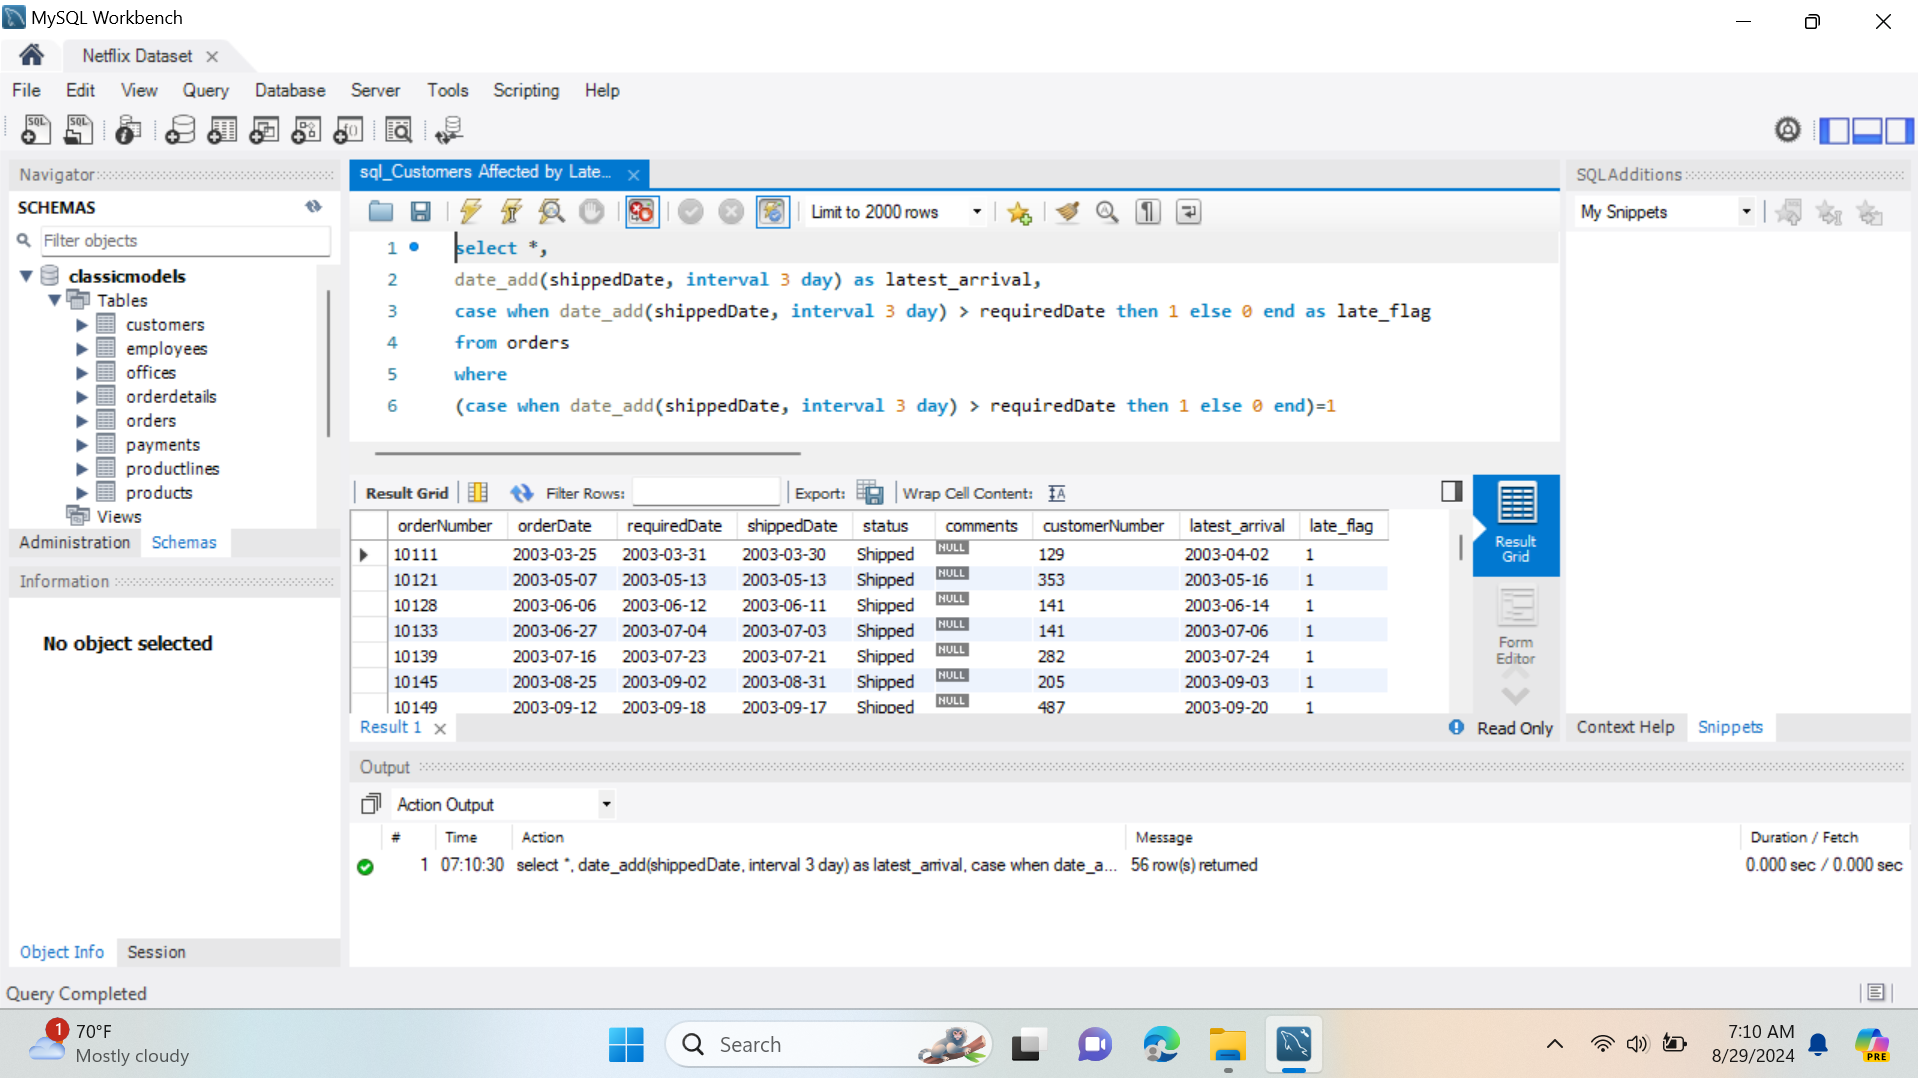 MySQL Workbench
Netflix Dataset
File Edit View Query Database Server Tools Scripting Help
Navigator
SCHEMAS
Filter objects
classicmodels
Tables
customers
employees
offices
orderdetails
orders
payments
productlines
products
Views
Administration Schemas
Information
No object selected
Object Info Session
sql_Customers Affected by Late...
Limit to 2000 rows
1 select *,
2 date_add(shippedDate, interval 3 day) as latest_arrival,
3 case when date_add(shippedDate, interval 3 day) > requiredDate then 1 else 0 end as late_flag
4 from orders
5 where
6 (case when date_add(shippedDate, interval 3 day) > requiredDate then 1 else 0 end)=1
Result Grid Filter Rows: Export: Wrap Cell Content:
orderNumber orderDate requiredDate shippedDate status comments customerNumber latest_arrival late_flag
10111 2003-03-25 2003-03-31 2003-03-30 Shipped NULL 129 2003-04-02 1
10121 2003-05-07 2003-05-13 2003-05-13 Shipped NULL 353 2003-05-16 1
10128 2003-06-06 2003-06-12 2003-06-11 Shipped NULL 141 2003-06-14 1
10133 2003-06-27 2003-07-04 2003-07-03 Shipped NULL 141 2003-07-06 1
10139 2003-07-16 2003-07-23 2003-07-21 Shipped NULL 282 2003-07-24 1
10145 2003-08-25 2003-09-02 2003-08-31 Shipped NULL 205 2003-09-03 1
10149 2003-09-12 2003-09-18 2003-09-17 Shipped NULL 487 2003-09-20 1
Result
Grid
Form
Editor
Result 1
Read Only
SQLAdditions
My Snippets
Context Help Snippets
Output
Action Output
# Time Action Message Duration / Fetch
1 07:10:30 select *, date_add(shippedDate, interval 3 day) as latest_arrival, case when date_a... 56 row(s) returned 0.000 sec / 0.000 sec
Query Completed
1
70°F
Mostly cloudy
Search
7:10 AM
8/29/2024
PRE